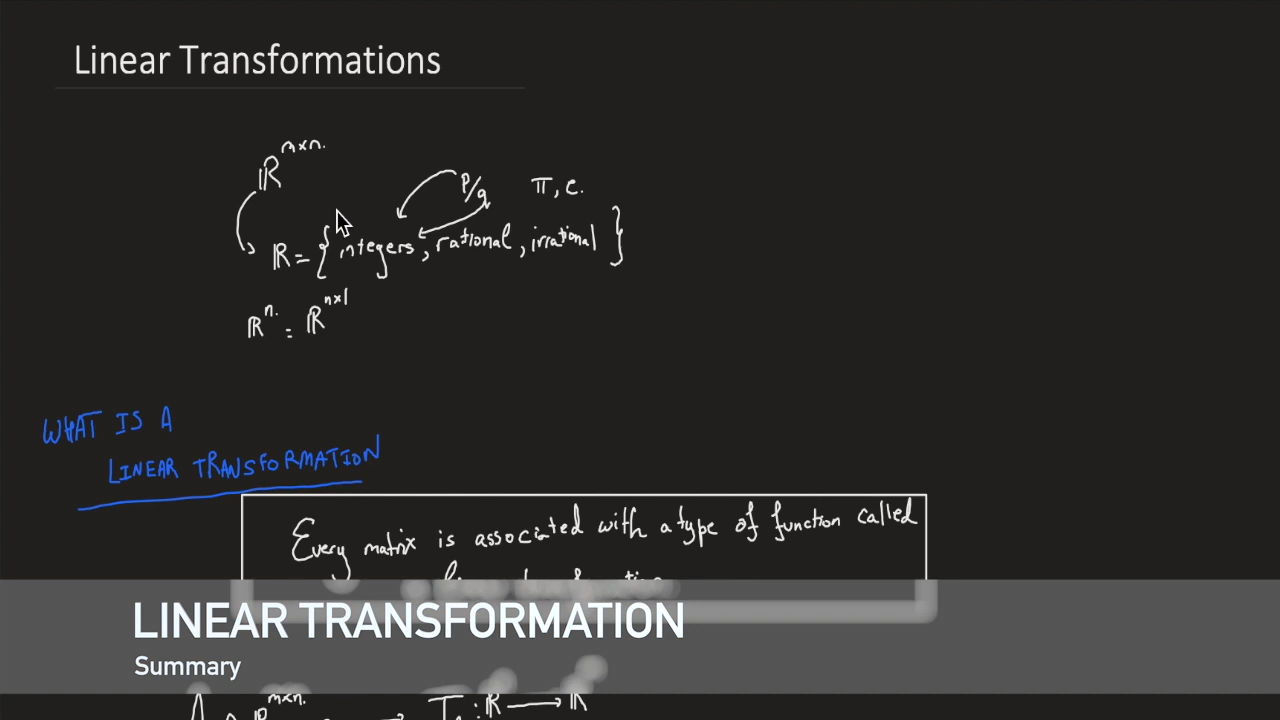 Linear Transformations
ℝ^{m×n}.
p/q π, e.
ℝ = {integers, rational, irrational}
ℝ^{n.} = ℝ^{n×1}
WHAT IS A
LINEAR TRANSFORMATION
Every matrix is associated with a type of function called
LINEAR TRANSFORMATION
Summary
m×n.
ℝ ⟶ ℝ